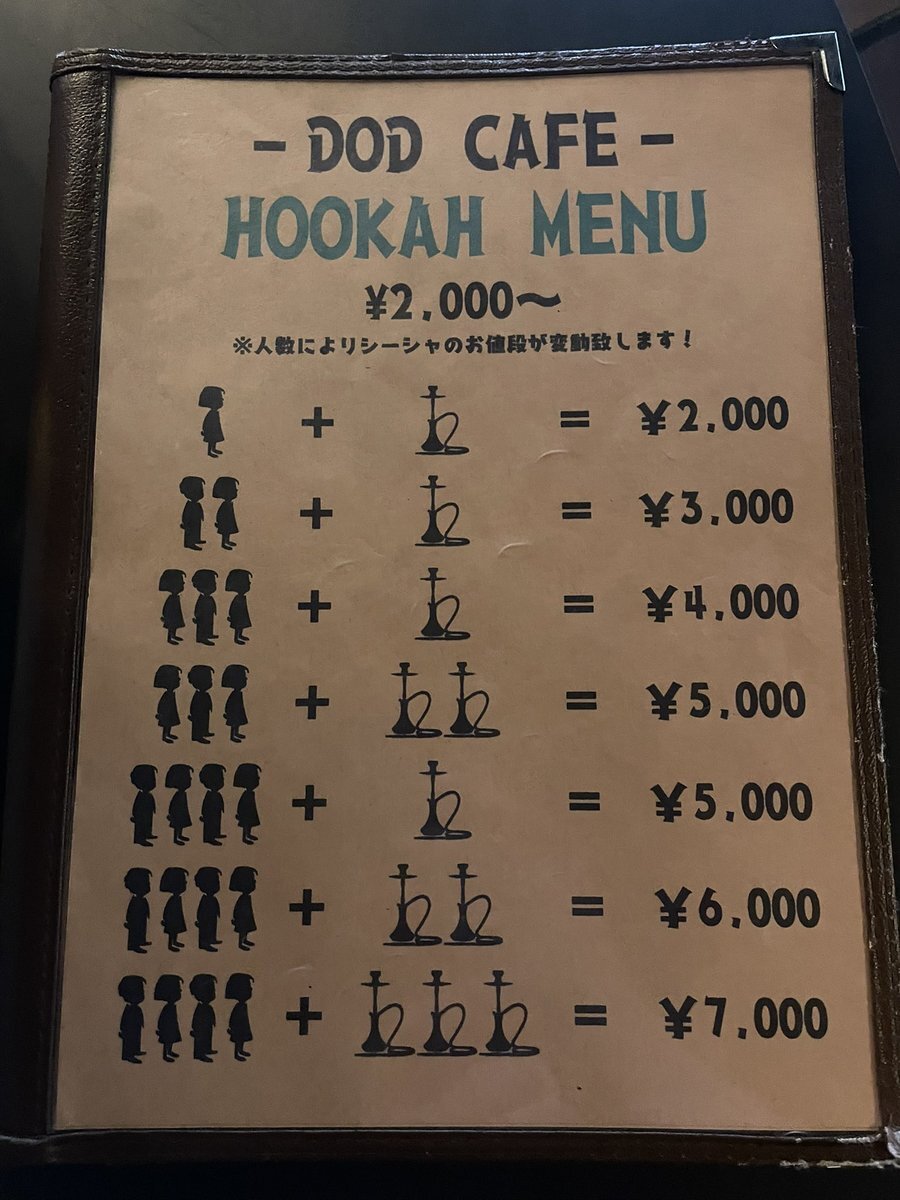 - DOD CAFE -
HOOKAH MENU
¥2,000〜
※人数によりシーシャのお値段が変動致します！
+ = ¥2,000
+ = ¥3,000
+ = ¥4,000
+ = ¥5,000
+ = ¥5,000
+ = ¥6,000
+ = ¥7,000